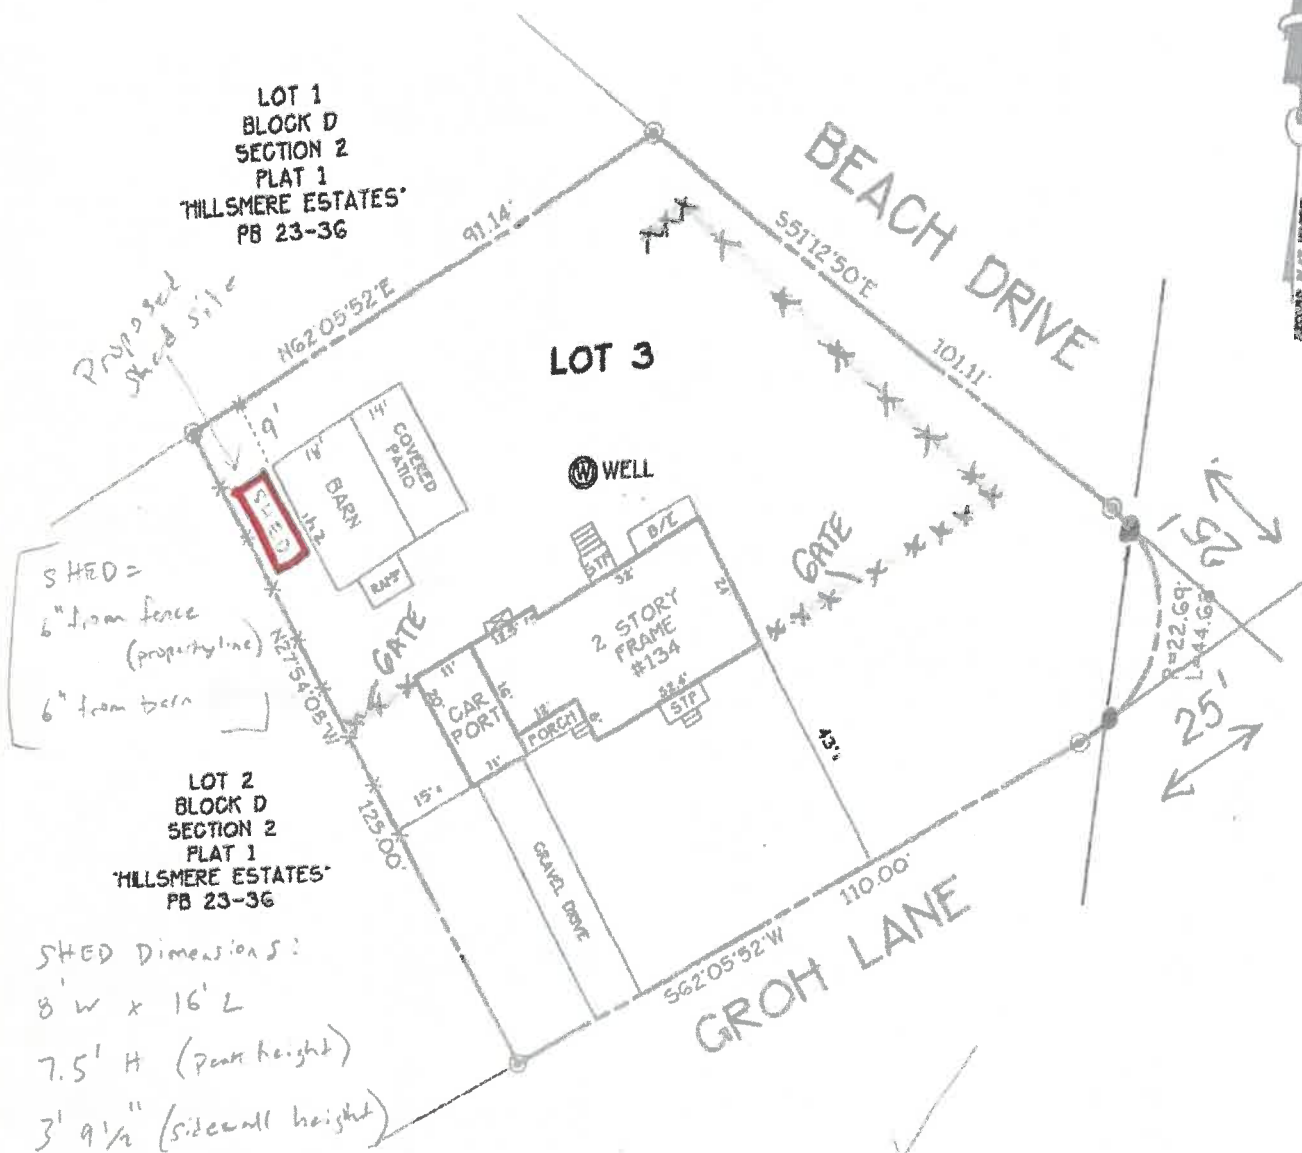 LOT 1
BLOCK D
SECTION 2
PLAT 1
"HILLSMERE ESTATES"
PB 23-36
BEACH DRIVE
S51°12'50"E
101.11'
91.14'
N62°05'52"E
Proposed
shed site
LOT 3
9'
14'
COVERED
PATIO
18'
BARN
W WELL
SHED
RAMP
GATE
STP
B/E
32'
24'
2 STORY
FRAME
#134
GATE
25'
R=22.69'
25'
SHED =
6" from fence
(property line)
6" from barn
N27°54'08"W
125.00'
11'
20'
CAR
PORT
16'
12'
PORCH
11'
STP
15'±
43'±
GRAVEL DRIVE
110.00'
S62°05'52"W
GROH LANE
LOT 2
BLOCK D
SECTION 2
PLAT 1
"HILLSMERE ESTATES"
PB 23-36
SHED Dimensions:
8' W x 16' L
7.5' H (peak height)
3' 9 1/2" (sidewall height)